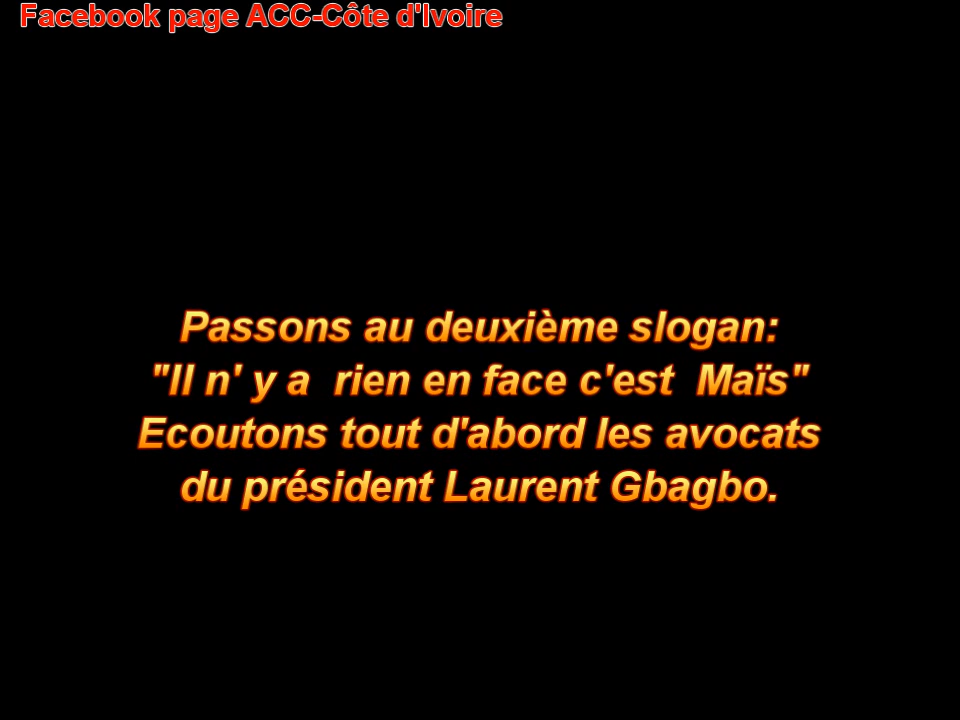 Facebook page ACC-Côte d'Ivoire
Passons au deuxième slogan:
"Il n' y a  rien en face c'est  Maïs"
Ecoutons tout d'abord les avocats
du président Laurent Gbagbo.